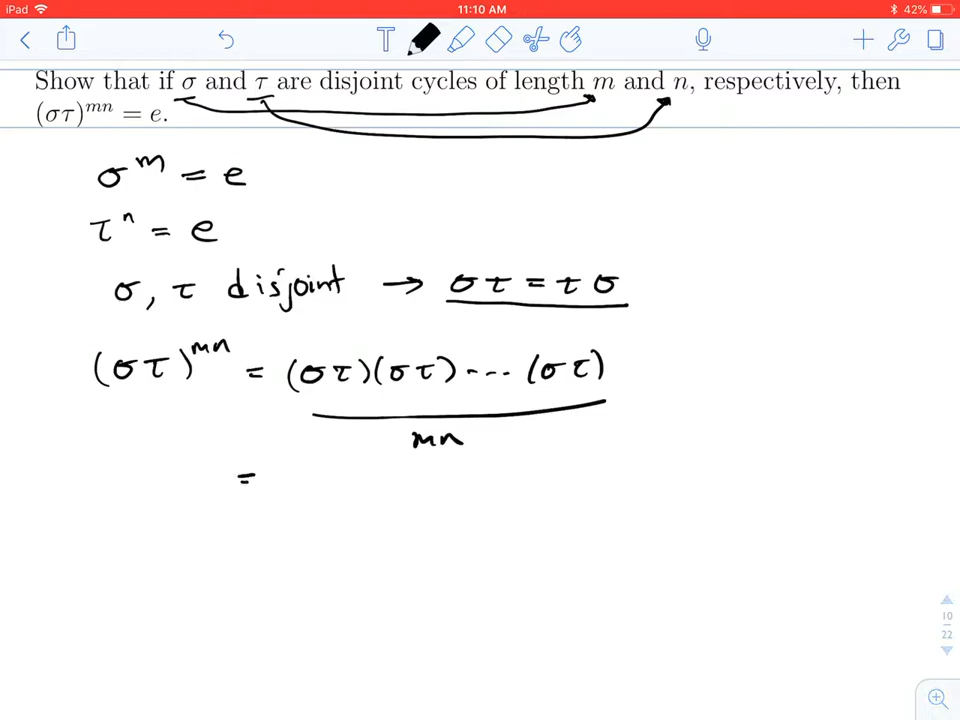 iPad 11:10 AM 42%
T
Show that if σ and τ are disjoint cycles of length m and n, respectively, then
(στ)^{mn} = e.
σ^m = e
τ^n = e
σ, τ disjoint → στ = τσ
(στ)^{mn} = (στ)(στ)···(στ)
mn
=
10
22